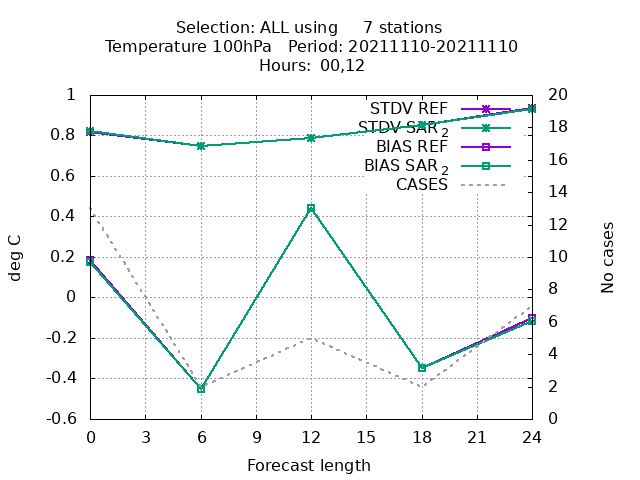 Selection: ALL using     7 stations
Temperature 100hPa   Period: 20211110-20211110
Hours:  00,12
1
0.8
0.6
0.4
0.2
0
-0.2
-0.4
-0.6
deg C
STDV REF
STDV SAR2
BIAS REF
BIAS SAR2
CASES
20
18
16
14
12
10
8
6
4
2
0
No cases
0 3 6 9 12 15 18 21 24
Forecast length